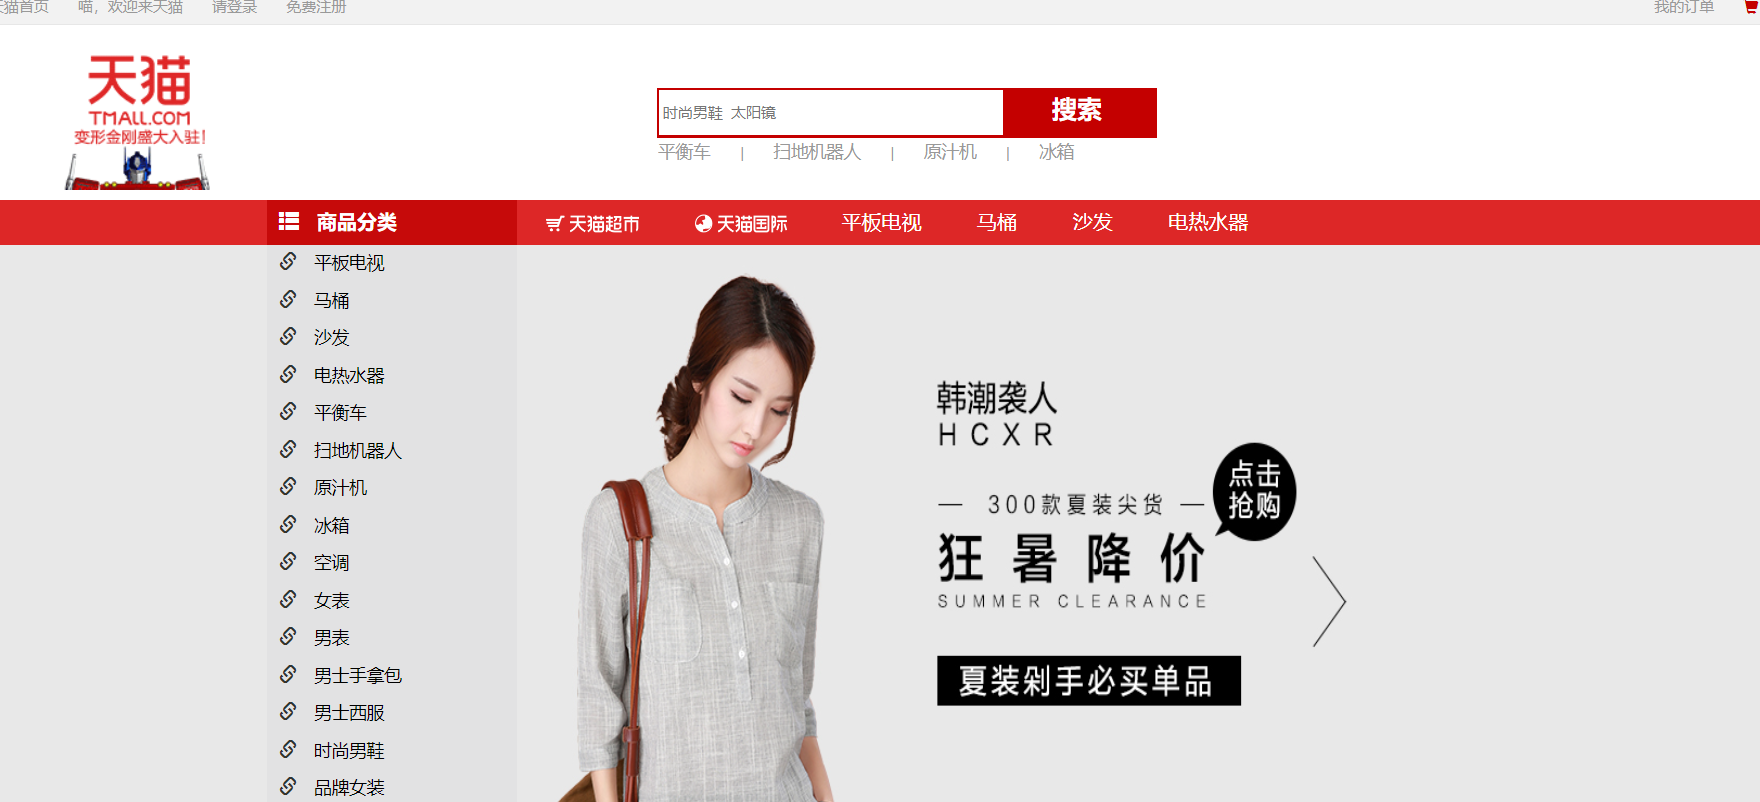 天猫首页 喵，欢迎来天猫 请登录 免费注册 我的订单
天猫
TMALL.COM
变形金刚盛大入驻!
时尚男鞋 太阳镜 搜索
平衡车 | 扫地机器人 | 原汁机 | 冰箱
商品分类 天猫超市 天猫国际 平板电视 马桶 沙发 电热水器
平板电视
马桶
沙发
电热水器
平衡车
扫地机器人
原汁机
冰箱
空调
女表
男表
男士手拿包
男士西服
时尚男鞋
品牌女装
韩潮袭人
HCXR
点击
抢购
— 300款夏装尖货 —
狂暑降价
SUMMER CLEARANCE
夏装剁手必买单品